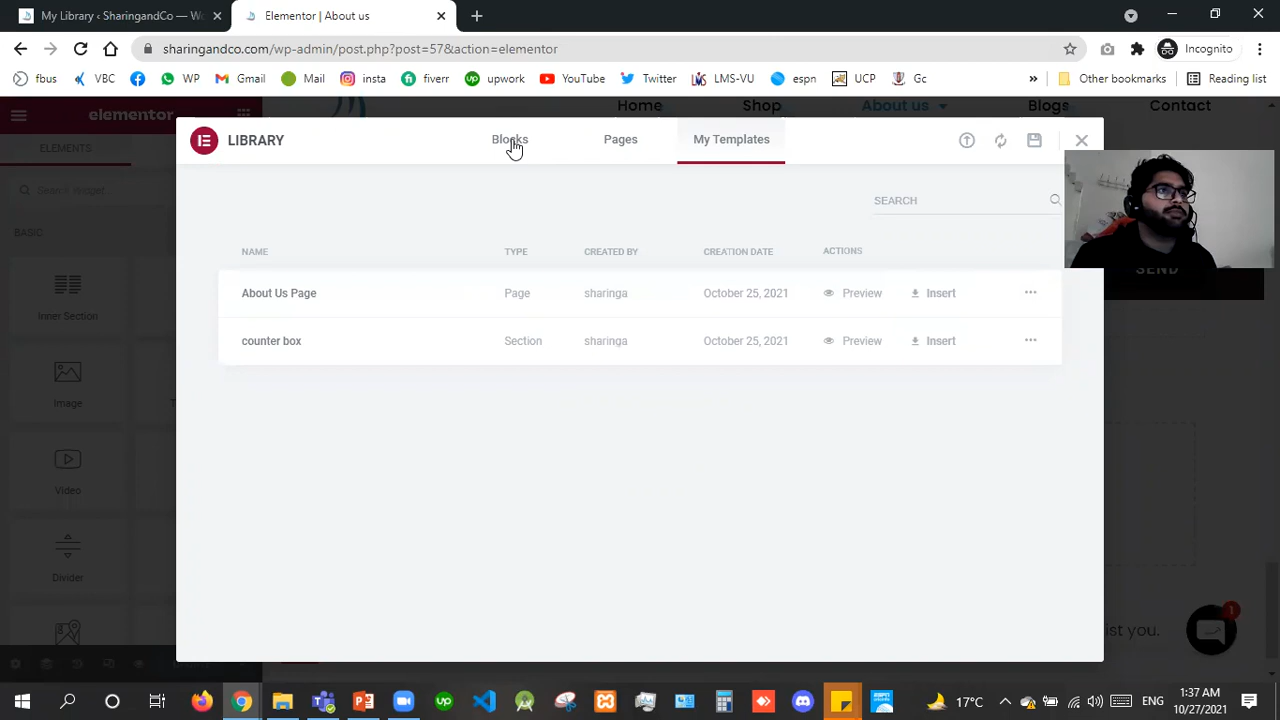 My Library ‹ SharingandCo — Wo
Elementor | About us
sharingandco.com/wp-admin/post.php?post=57&action=elementor
Incognito
fbus
VBC
WP
Gmail
Mail
insta
fiverr
upwork
YouTube
Twitter
LMS-VU
espn
UCP
Gc
»
Other bookmarks
Reading list
elementor
Home
Shop
About us
Blogs
Contact
LIBRARY
Blocks
Pages
My Templates
ELEMENTS
Search Widget...
SEARCH
BASIC
NAME
TYPE
CREATED BY
CREATION DATE
ACTIONS
SEND
About Us Page
Page
sharinga
October 25, 2021
Preview
Insert
Inner Section
counter box
Section
sharinga
October 25, 2021
Preview
Insert
Image
Video
Divider
1
ist you.
17°C
ENG
1:37 AM
10/27/2021